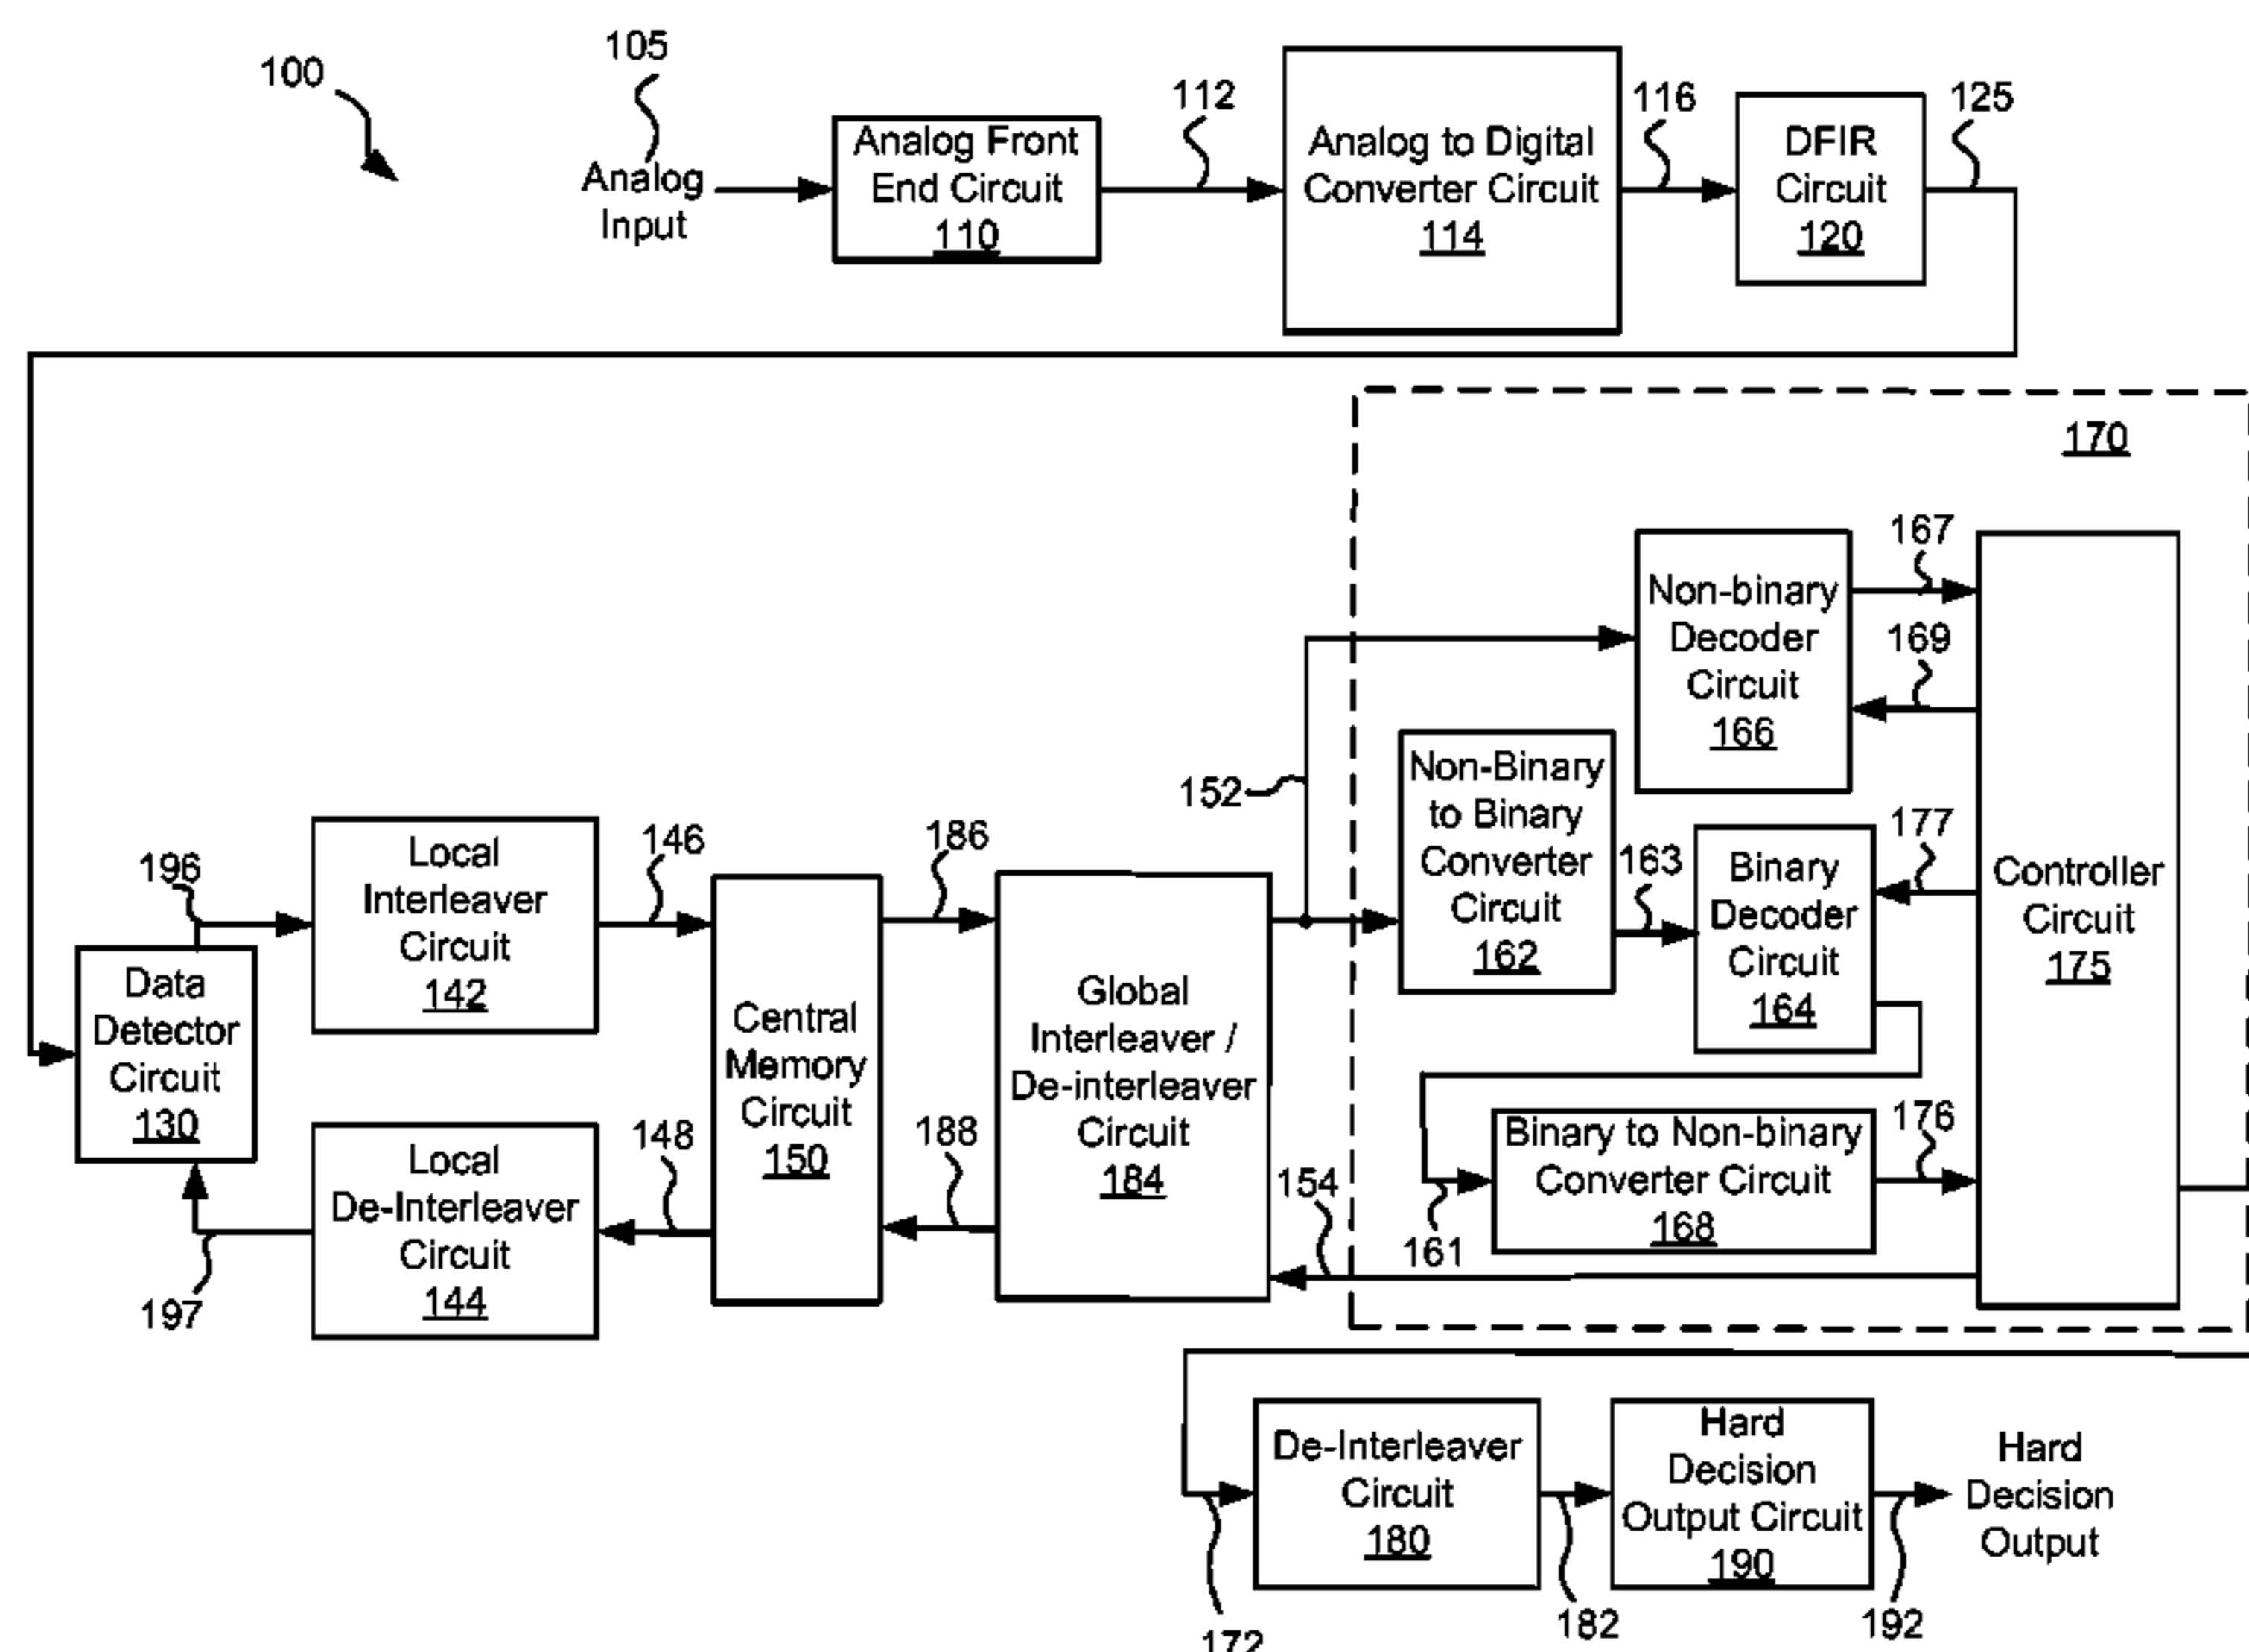 100
105
Analog
Input
Analog Front
End Circuit
110
112
Analog to Digital
Converter Circuit
114
116
DFIR
Circuit
120
125
170
Non-binary
Decoder
Circuit
166
167
169
152
Non-Binary
to Binary
Converter
Circuit
162
163
Binary
Decoder
Circuit
164
177
Controller
Circuit
175
196
Local
Interleaver
Circuit
142
146
186
Data
Detector
Circuit
130
Central
Memory
Circuit
150
Global
Interleaver /
De-interleaver
Circuit
184
Local
De-Interleaver
Circuit
144
148
188
154
161
Binary to Non-binary
Converter Circuit
168
176
197
De-Interleaver
Circuit
180
Hard
Decision
Output Circuit
190
Hard
Decision
Output
172
182
192